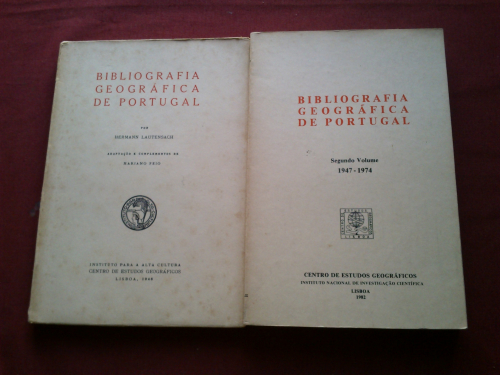 BIBLIOGRAFIA
GEOGRÁFICA
DE PORTUGAL
POR
HERMANN LAUTENSACH
ADAPTAÇÃO E COMPLEMENTOS DE
MARIANO FEIO
INSTITUTO PARA A ALTA CULTURA
CENTRO DE ESTUDOS GEOGRÁFICOS
LISBOA, 1948
BIBLIOGRAFIA
GEOGRÁFICA
DE PORTUGAL
Segundo Volume
1947-1974
CENTRO DE ESTUDOS GEOGRÁFICOS
INSTITUTO NACIONAL DE INVESTIGAÇÃO CIENTÍFICA
LISBOA
1982